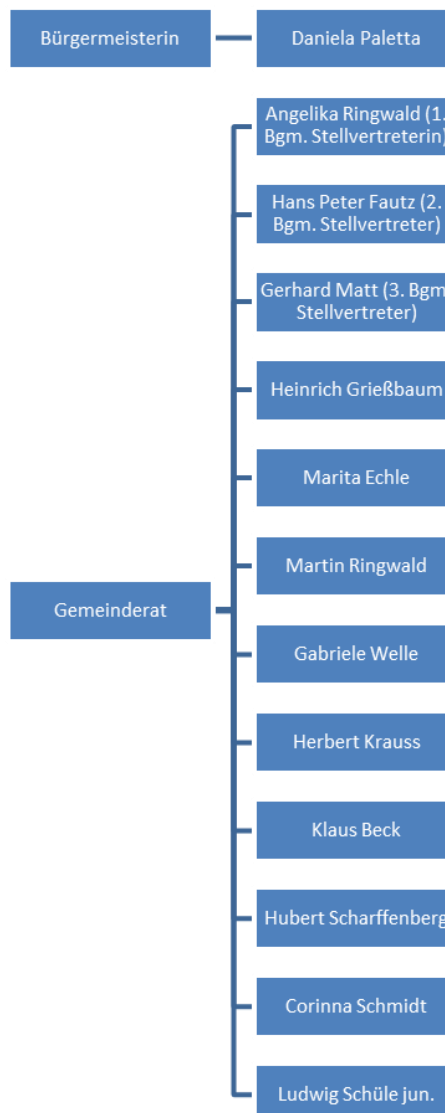 Bürgermeisterin
Daniela Paletta
Angelika Ringwald (1.
Bgm. Stellvertreterin)
Hans Peter Fautz (2.
Bgm. Stellvertreter)
Gerhard Matt (3. Bgm
Stellvertreter)
Heinrich Grießbaum
Marita Echle
Martin Ringwald
Gemeinderat
Gabriele Welle
Herbert Krauss
Klaus Beck
Hubert Scharffenberg
Corinna Schmidt
Ludwig Schüle jun.